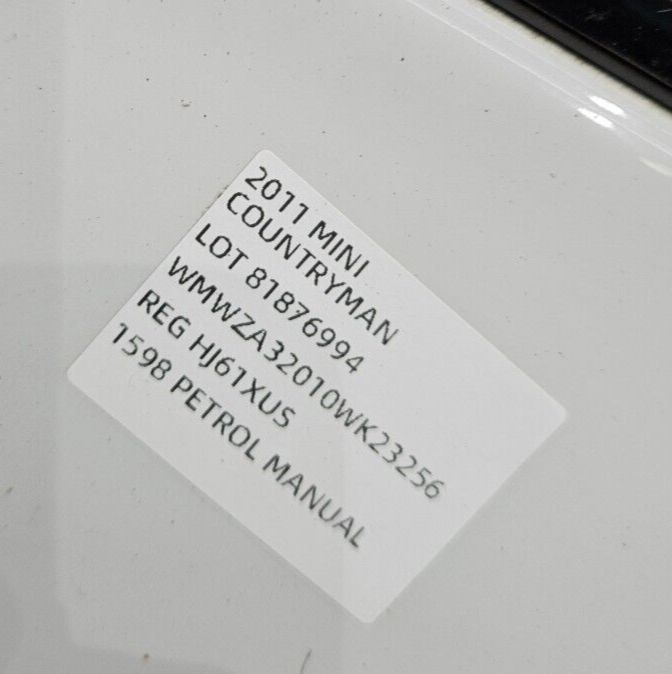 2011 MINI
COUNTRYMAN
LOT 81876994
WMWZA32010WK23256
REG HJ61XUS
1598 PETROL MANUAL